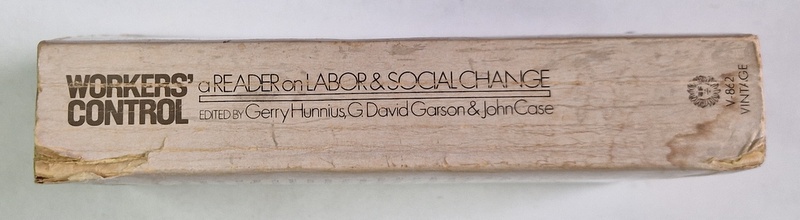 WORKERS'
CONTROL
a READER on LABOR & SOCIAL CHANGE
EDITED BY Gerry Hunnius, G. David Garson & John Case
V-862
VINTAGE